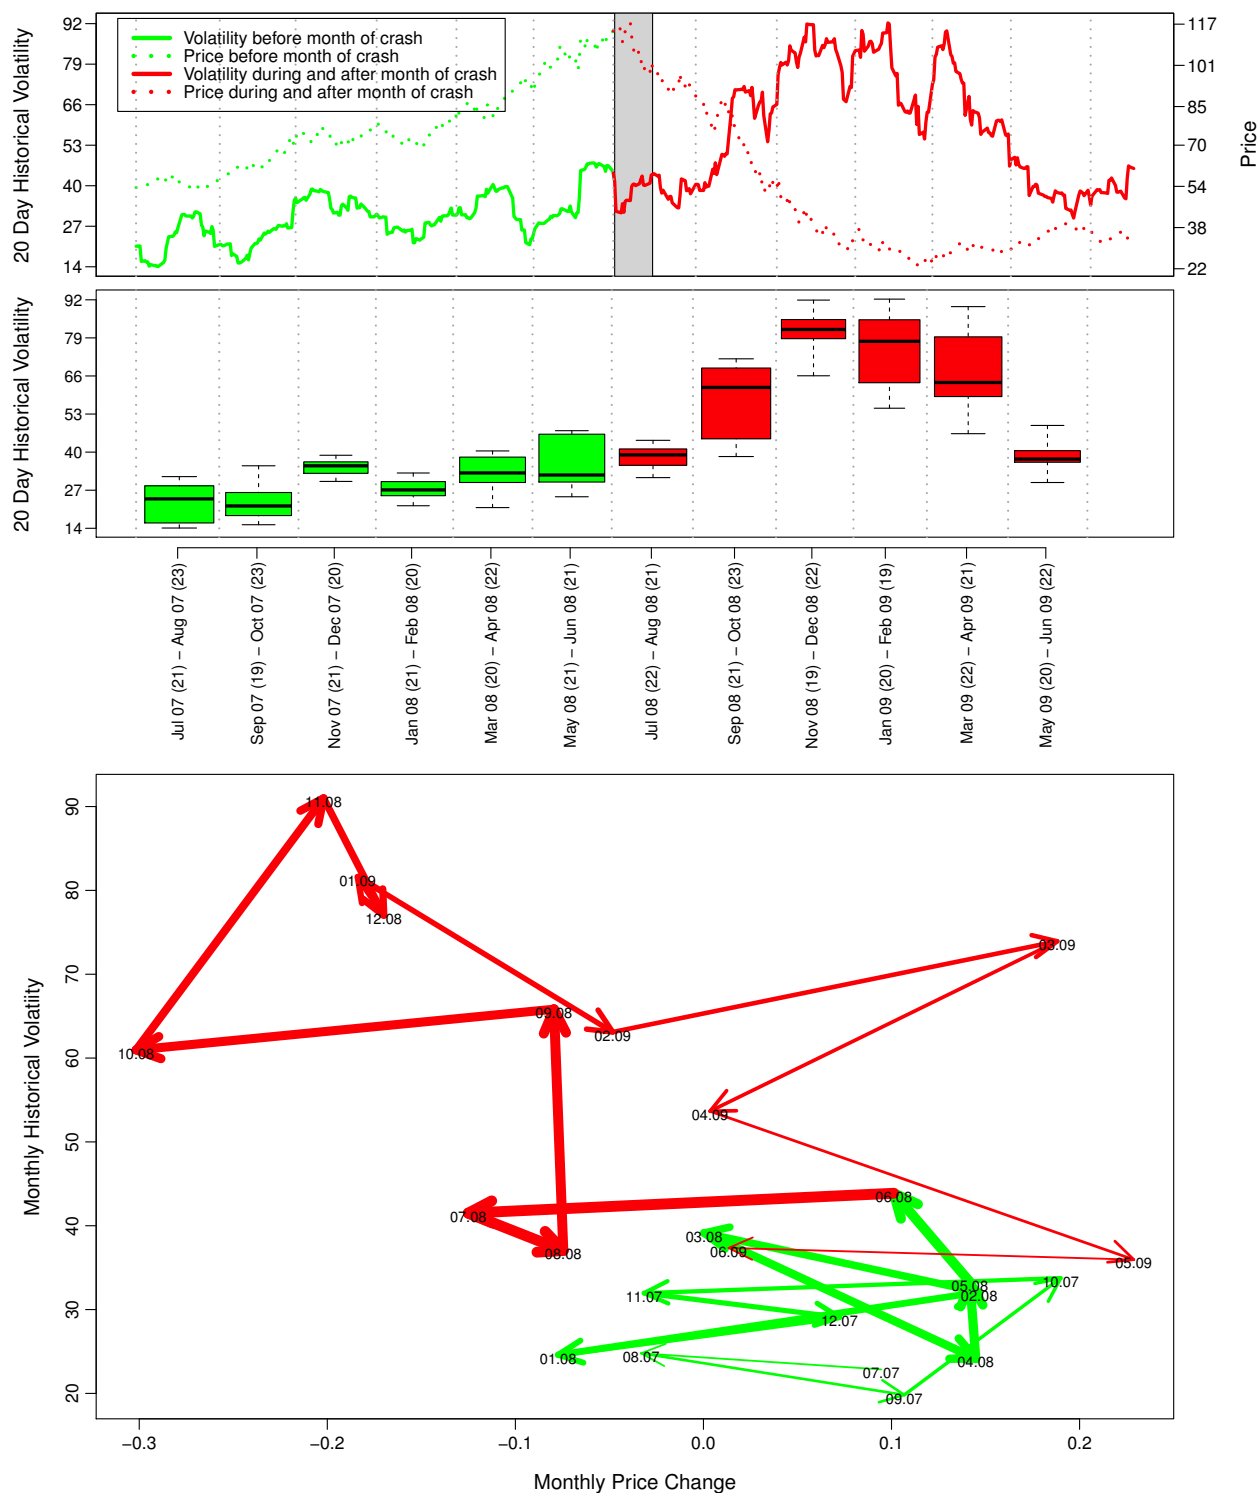 20 Day Historical Volatility
92
79
66
53
40
27
14
Volatility before month of crash
Price before month of crash
Volatility during and after month of crash
Price during and after month of crash
117
101
85
70
54
38
22
Price
20 Day Historical Volatility
92
79
66
53
40
27
14
Jul 07 (21) − Aug 07 (23)
Sep 07 (19) − Oct 07 (23)
Nov 07 (21) − Dec 07 (20)
Jan 08 (21) − Feb 08 (20)
Mar 08 (20) − Apr 08 (22)
May 08 (21) − Jun 08 (21)
Jul 08 (22) − Aug 08 (21)
Sep 08 (21) − Oct 08 (23)
Nov 08 (19) − Dec 08 (22)
Jan 09 (20) − Feb 09 (19)
Mar 09 (22) − Apr 09 (21)
May 09 (20) − Jun 09 (22)
Monthly Historical Volatiity
90
80
70
60
50
40
30
20
11.08
01.09
12.08
03.09
09.08
02.09
10.08
04.09
06.08
07.08
03.08
06.09
08.08
05.09
10.07
05.08
02.08
11.07
12.07
01.08
08.07
04.08
07.07
09.07
−0.3
−0.2
−0.1
0.0
0.1
0.2
Monthly Price Change